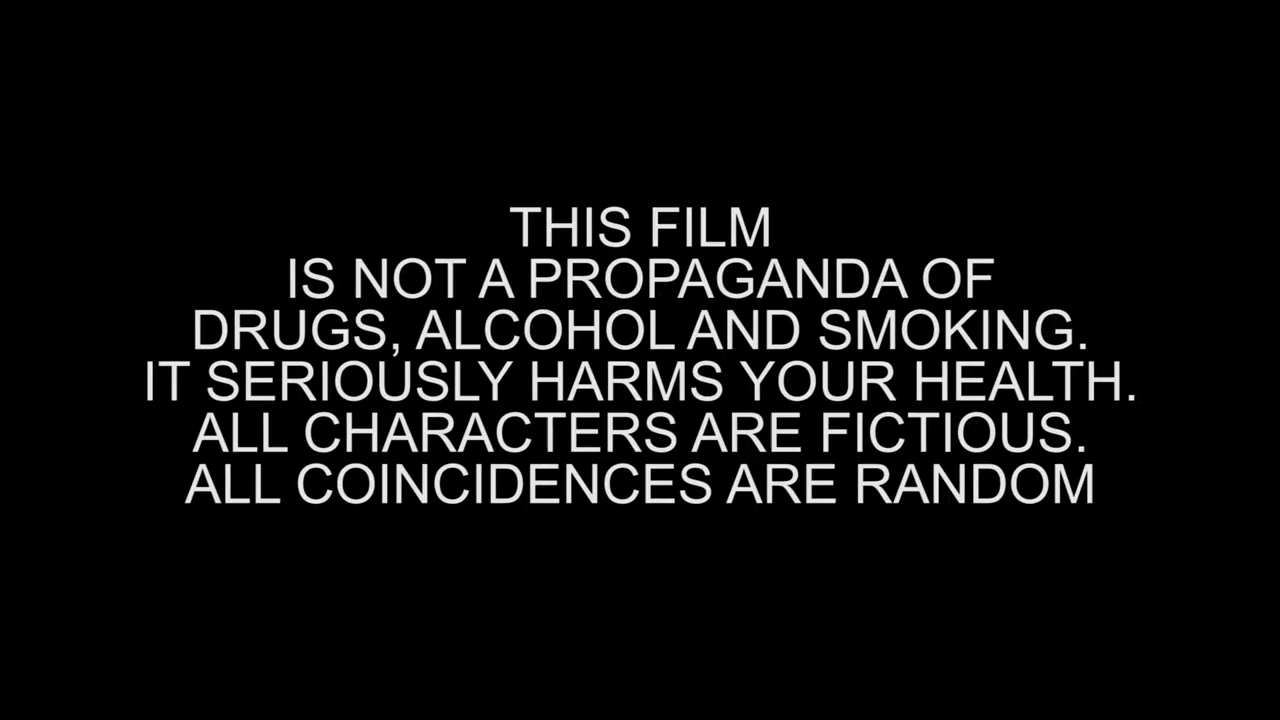 THIS FILM
IS NOT A PROPAGANDA OF
DRUGS, ALCOHOL AND SMOKING.
IT SERIOUSLY HARMS YOUR HEALTH.
ALL CHARACTERS ARE FICTIOUS.
ALL COINCIDENCES ARE RANDOM